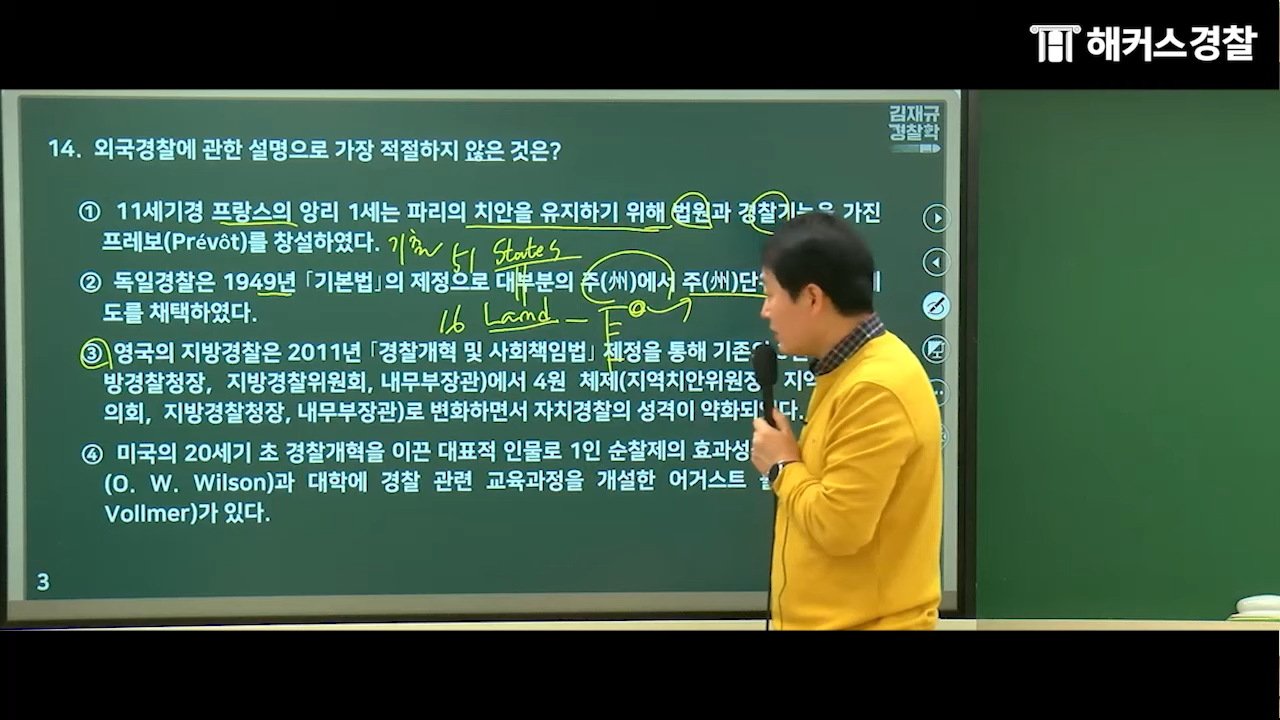 해커스경찰
김재규
경찰학
14. 외국경찰에 관한 설명으로 가장 적절하지 않은 것은?
① 11세기경 프랑스의 앙리 1세는 파리의 치안을 유지하기 위해 법원과 경찰기능을 가진
프레보(Prévôt)를 창설하였다.
51 States
② 독일경찰은 1949년 「기본법」의 제정으로 대부분의 주(州)에서 주(州)단
도를 채택하였다.
16 Land
③ 영국의 지방경찰은 2011년 「경찰개혁 및 사회책임법」 제정을 통해 기존의
방경찰청장, 지방경찰위원회, 내무부장관)에서 4원 체제(지역치안위원장, 지역
의회, 지방경찰청장, 내무부장관)로 변화하면서 자치경찰의 성격이 약화되었다.
④ 미국의 20세기 초 경찰개혁을 이끈 대표적 인물로 1인 순찰제의 효과성
(O. W. Wilson)과 대학에 경찰 관련 교육과정을 개설한 어거스트
Vollmer)가 있다.
3